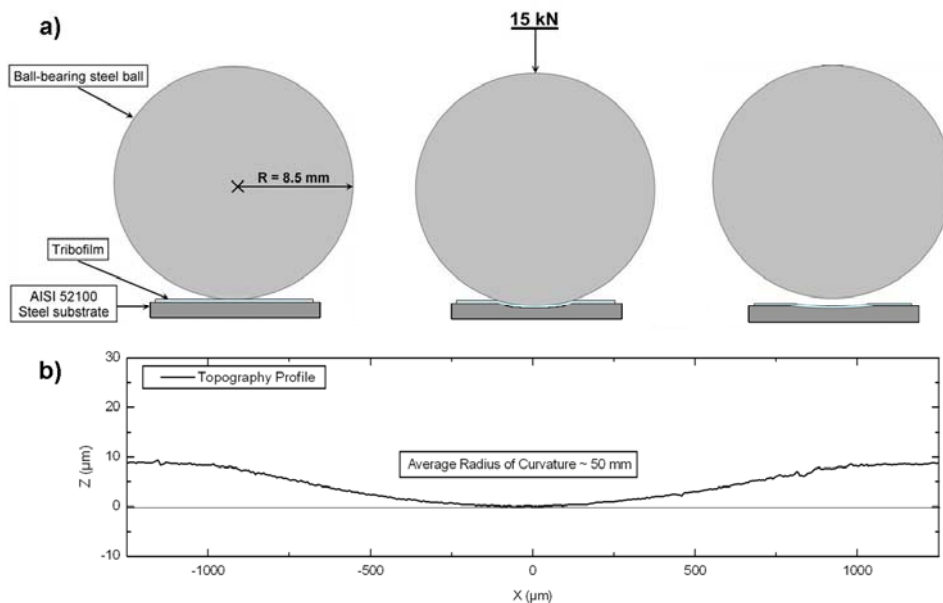 a)
15 kN
Ball-bearing steel ball
R = 8.5 mm
Tribofilm
AISI 52100
Steel substrate
b)
Topography Profile
Average Radius of Curvature ~ 50 mm
Z (µm)
30
20
10
0
-10
-1000 -500 0 500 1000
X (µm)